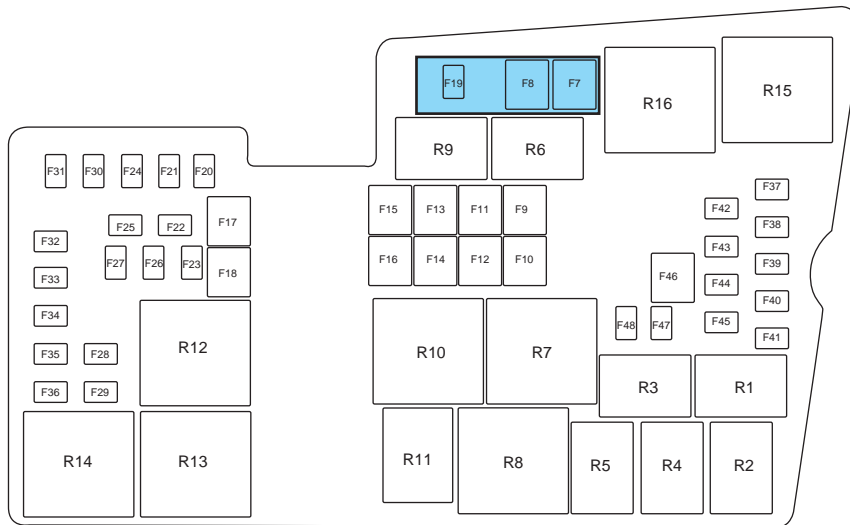 F19 F8 F7
R16 R15
R9 R6
F31 F30 F24 F21 F20
F37
F15 F13 F11 F9
F42
F25 F22 F17
F38
F32
F43
F27 F26 F23
F39
F16 F14 F12 F10
F18
F46
F33
F44
F40
F34
F48 F47
F45
F41
R12 R10 R7
F35 F28
R3 R1
F36 F29
R14 R13 R11 R8 R5 R4 R2